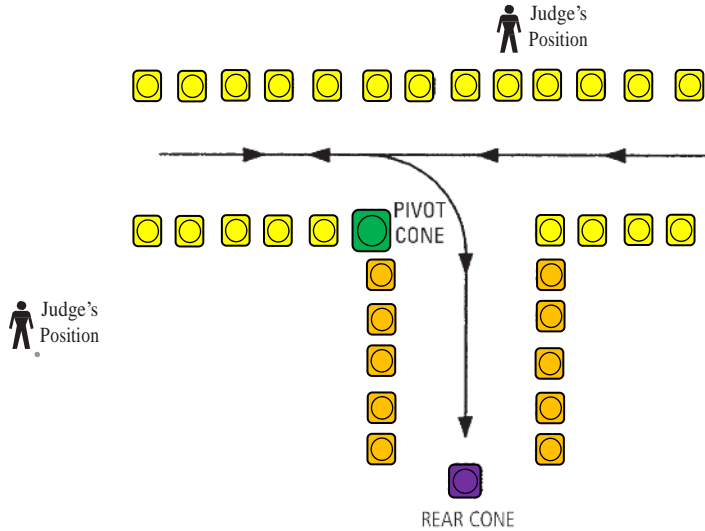 Judge's
Position
PIVOT
CONE
Judge's
Position
REAR CONE